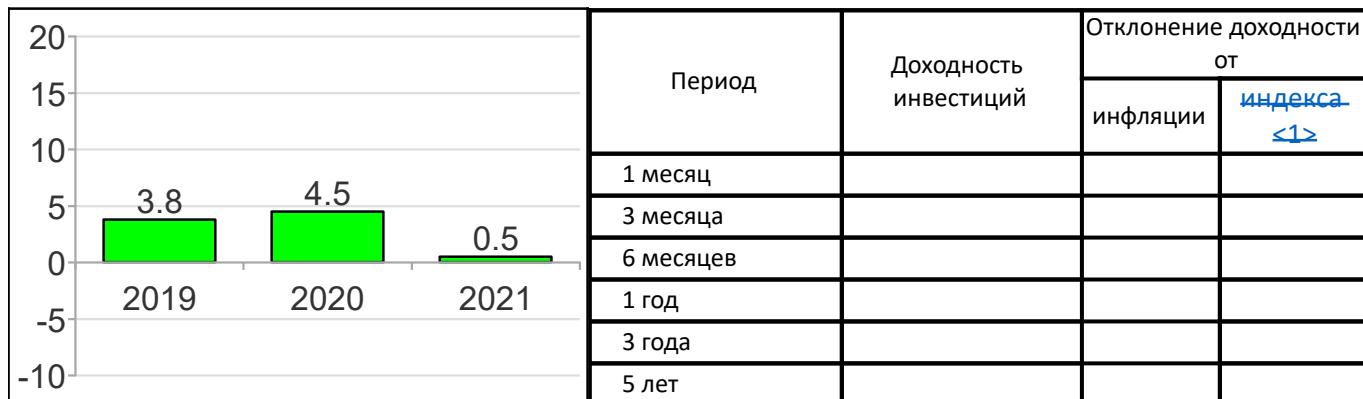 20
15
10
5
0
-5
-10
3.8
4.5
0.5
2019
2020
2021
Период
Доходность
инвестиций
Отклонение доходности
от
инфляции
индекса
<1>
1 месяц
3 месяца
6 месяцев
1 год
3 года
5 лет